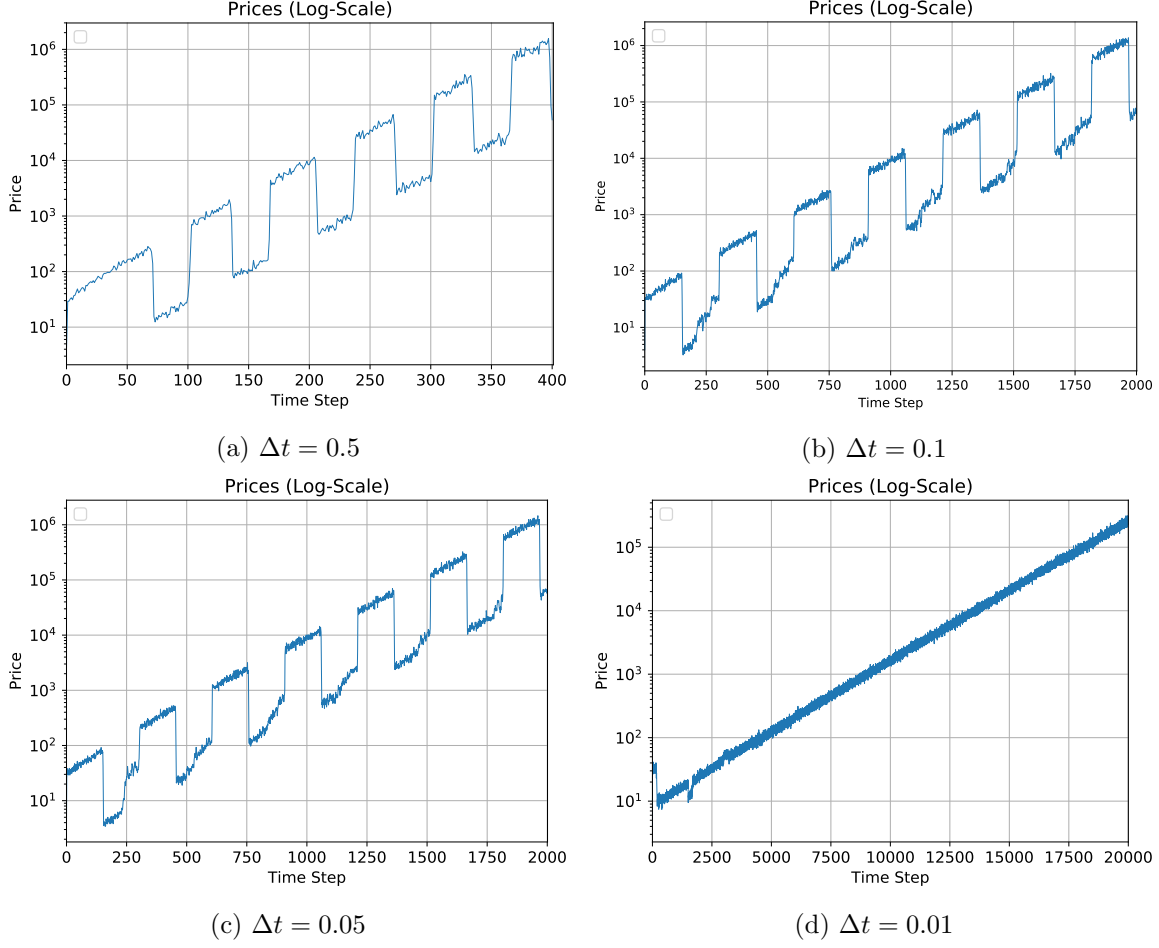 Prices (Log-Scale)
Price
10^6
10^5
10^4
10^3
10^2
10^1
0 50 100 150 200 250 300 350 400
Time Step
(a) Δt = 0.5
Prices (Log-Scale)
Price
10^6
10^5
10^4
10^3
10^2
10^1
0 250 500 750 1000 1250 1500 1750 2000
Time Step
(b) Δt = 0.1
Prices (Log-Scale)
Price
10^6
10^5
10^4
10^3
10^2
10^1
0 250 500 750 1000 1250 1500 1750 2000
Time Step
(c) Δt = 0.05
Prices (Log-Scale)
Price
10^5
10^4
10^3
10^2
10^1
0 2500 5000 7500 10000 12500 15000 17500 20000
Time Step
(d) Δt = 0.01